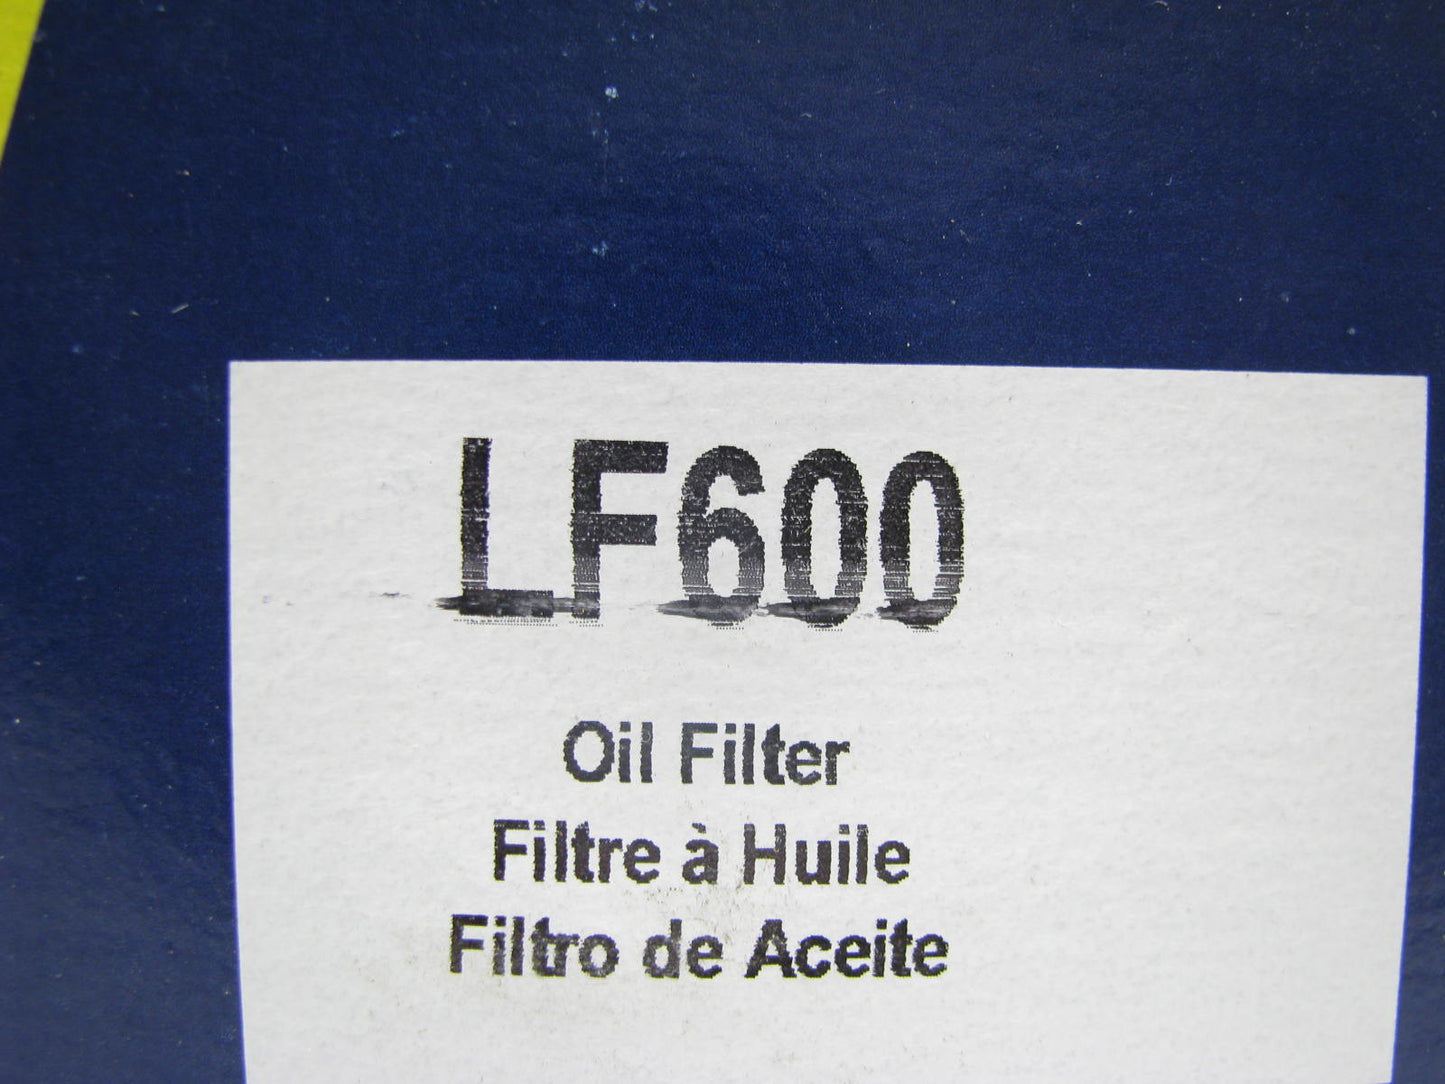 LF600
Oil Filter
Filtre à Huile
Filtro de Aceite